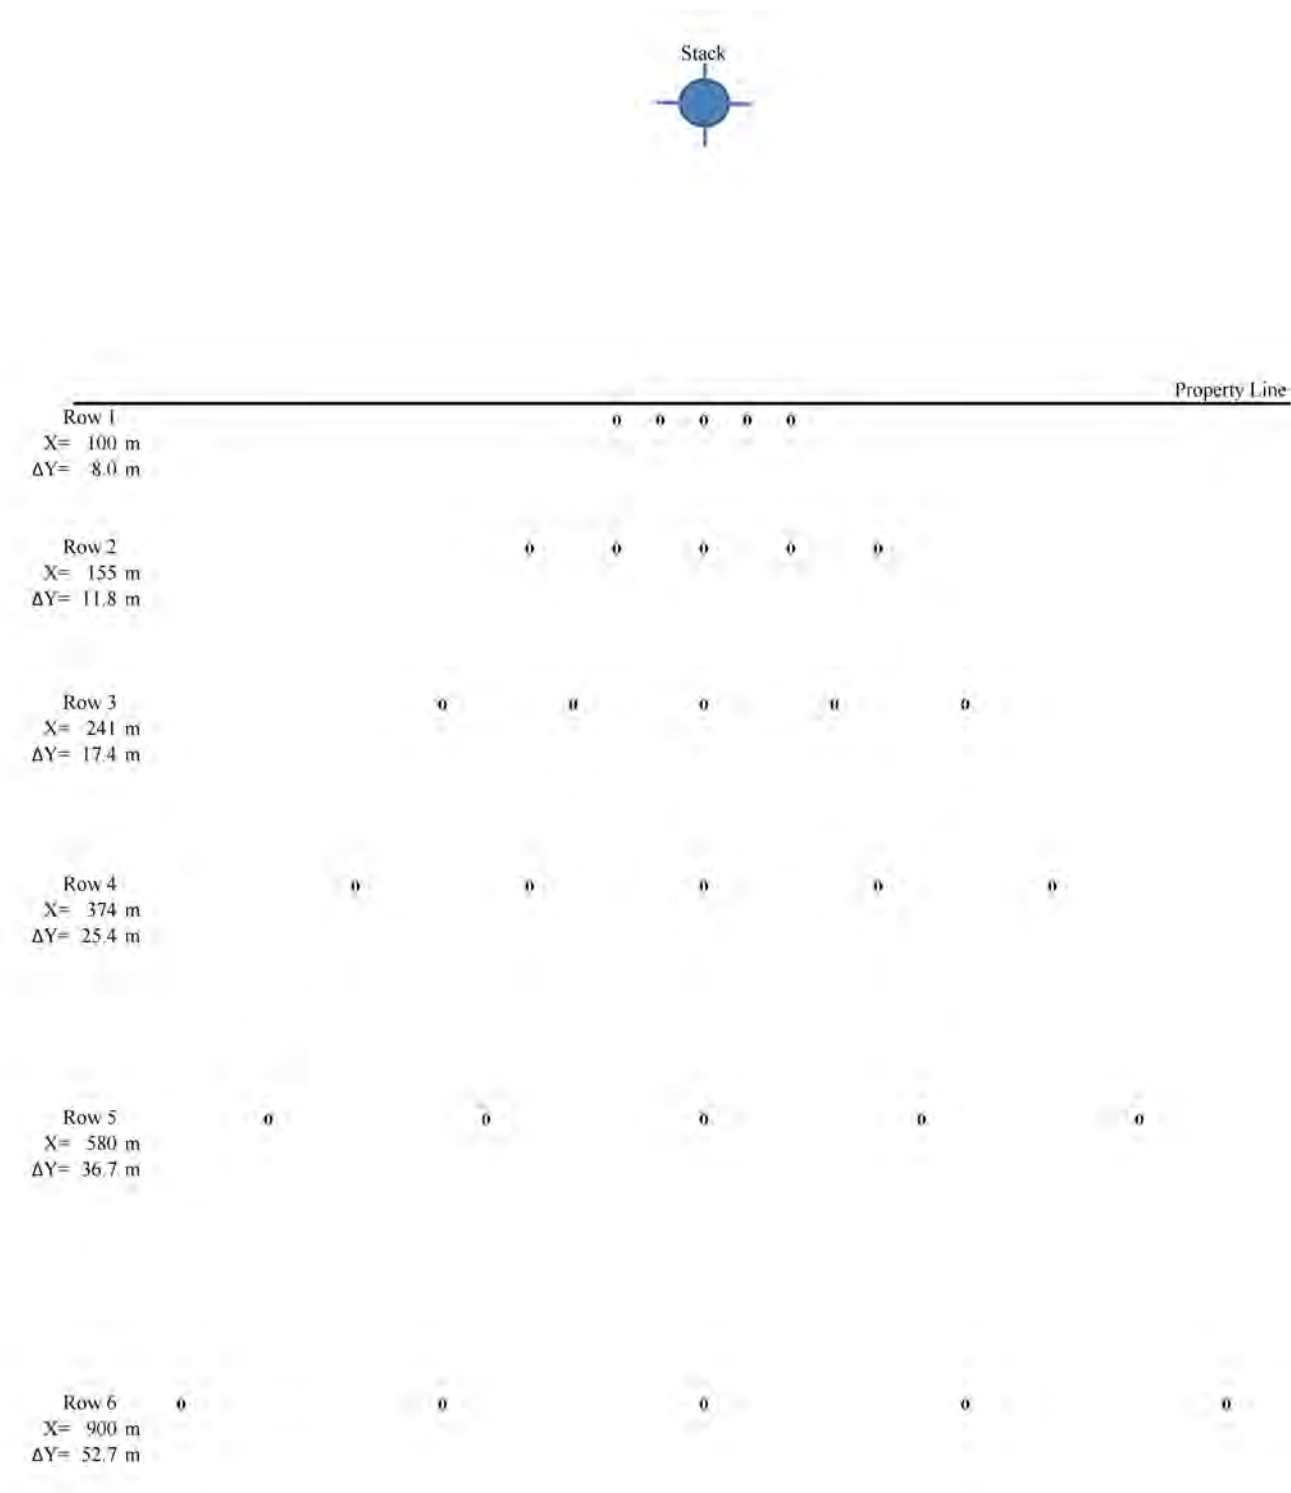 Stack
Property Line
Row 1 0 0 0 0 0
X= 100 m
ΔY= 8.0 m
Row 2 0 0 0 0 0
X= 155 m
ΔY= 11.8 m
Row 3 0 0 0 0 0
X= 241 m
ΔY= 17.4 m
Row 4 0 0 0 0 0
X= 374 m
ΔY= 25.4 m
Row 5 0 0 0 0 0
X= 580 m
ΔY= 36.7 m
Row 6 0 0 0 0 0
X= 900 m
ΔY= 52.7 m